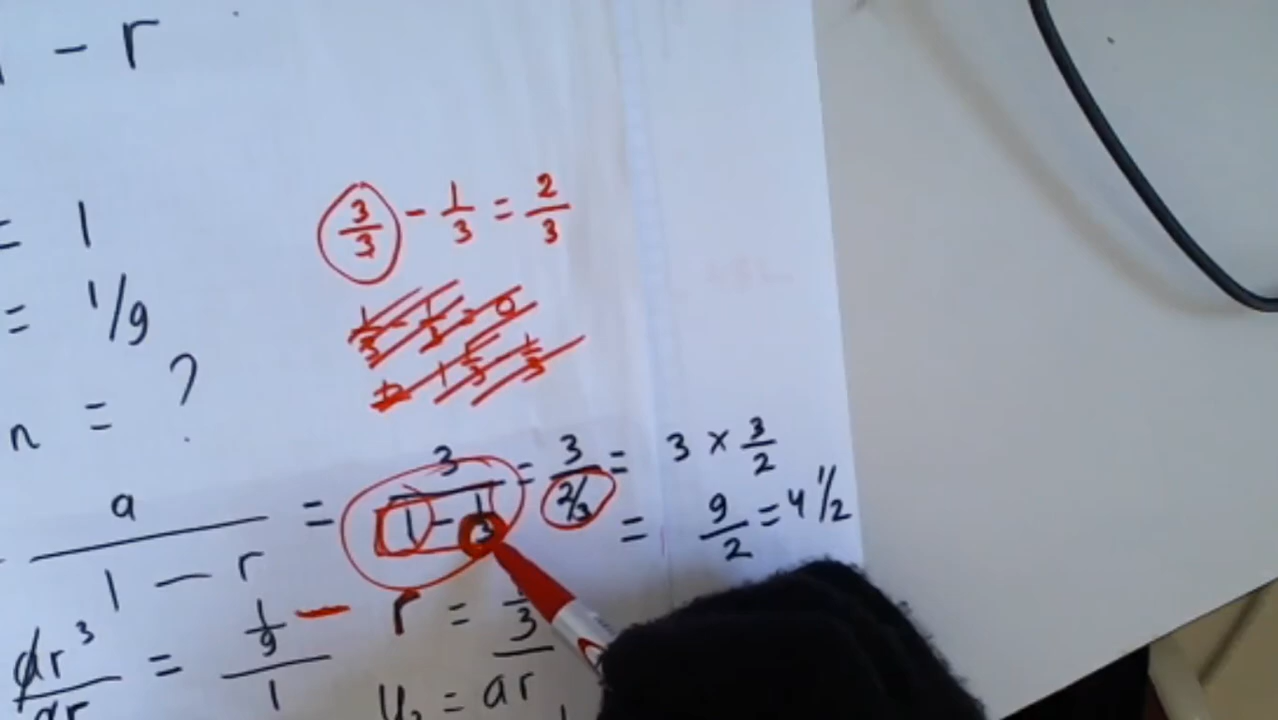 - r
= 1
= 1/9
n = ?
3/3 - 1/3 = 2/3
a / 1 - r = 3 / 1 - 1/3 = 3 / 2/3 = 3 × 3/2
= 9/2 = 4 1/2
ar³ / ar = 1/9 / 1
r = 1/3
= ar